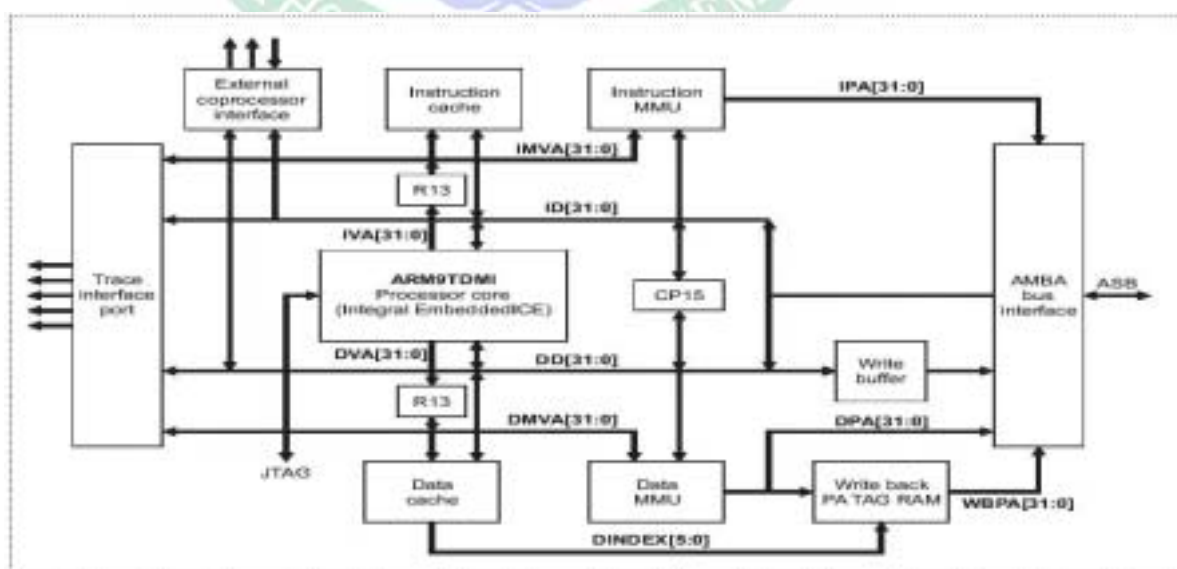 External
coprocessor
interface
Instruction
cache
Instruction
MMU
IPA[31:0]
IMVA[31:0]
R13
ID[31:0]
IVA[31:0]
Trace
interface
port
ARM9TDMI
Processor core
(Integral EmbeddedICE)
CP15
AMBA
bus
interface
ASB
DVA[31:0]
DD[31:0]
Write
buffer
R13
DMVA[31:0]
DPA[31:0]
JTAG
Data
cache
Data
MMU
Write back
PA TAG RAM
WBPA[31:0]
DINDEX[5:0]